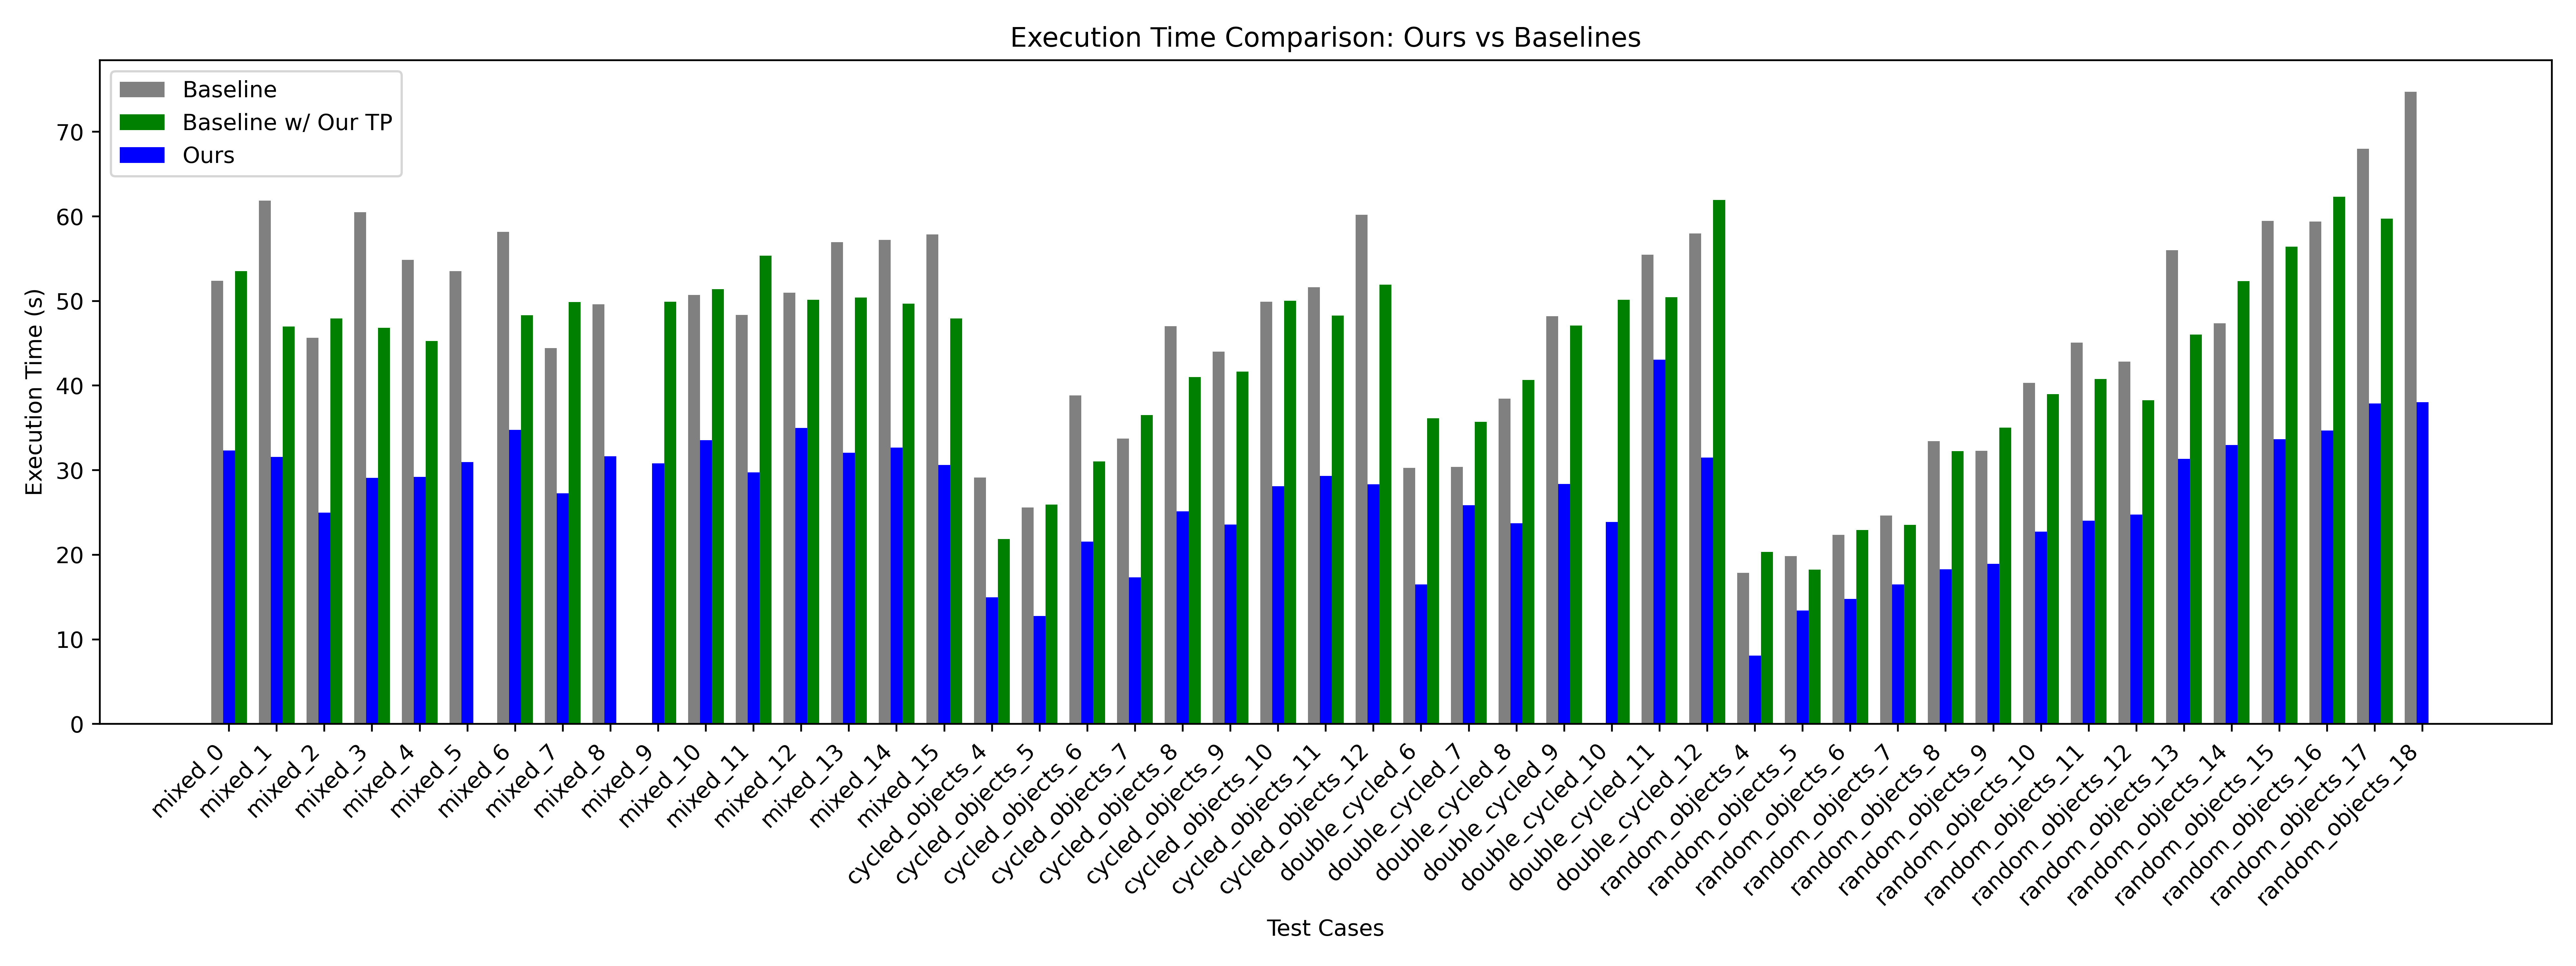 Execution Time Comparison: Ours vs Baselines
Baseline
Baseline w/ Our TP
Ours
Execution Time (s)
70
60
50
40
30
20
10
0
mixed_0
mixed_1
mixed_2
mixed_3
mixed_4
mixed_5
mixed_6
mixed_7
mixed_8
mixed_9
mixed_10
mixed_11
mixed_12
mixed_13
mixed_14
mixed_15
cycled_objects_4
cycled_objects_5
cycled_objects_6
cycled_objects_7
cycled_objects_8
cycled_objects_9
cycled_objects_10
cycled_objects_11
cycled_objects_12
double_cycled_6
double_cycled_7
double_cycled_8
double_cycled_9
double_cycled_10
double_cycled_11
double_cycled_12
random_objects_4
random_objects_5
random_objects_6
random_objects_7
random_objects_8
random_objects_9
random_objects_10
random_objects_11
random_objects_12
random_objects_13
random_objects_14
random_objects_15
random_objects_16
random_objects_17
random_objects_18
Test Cases